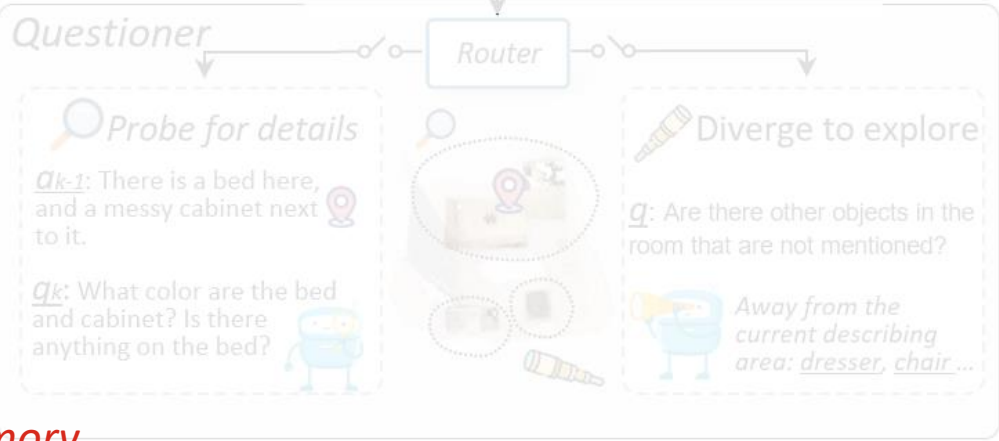 Questioner
Router
Probe for details
ak-1: There is a bed here,
and a messy cabinet next
to it.
qk: What color are the bed
and cabinet? Is there
anything on the bed?
Diverge to explore
q: Are there other objects in the
room that are not mentioned?
Away from the
current describing
area: dresser, chair ...